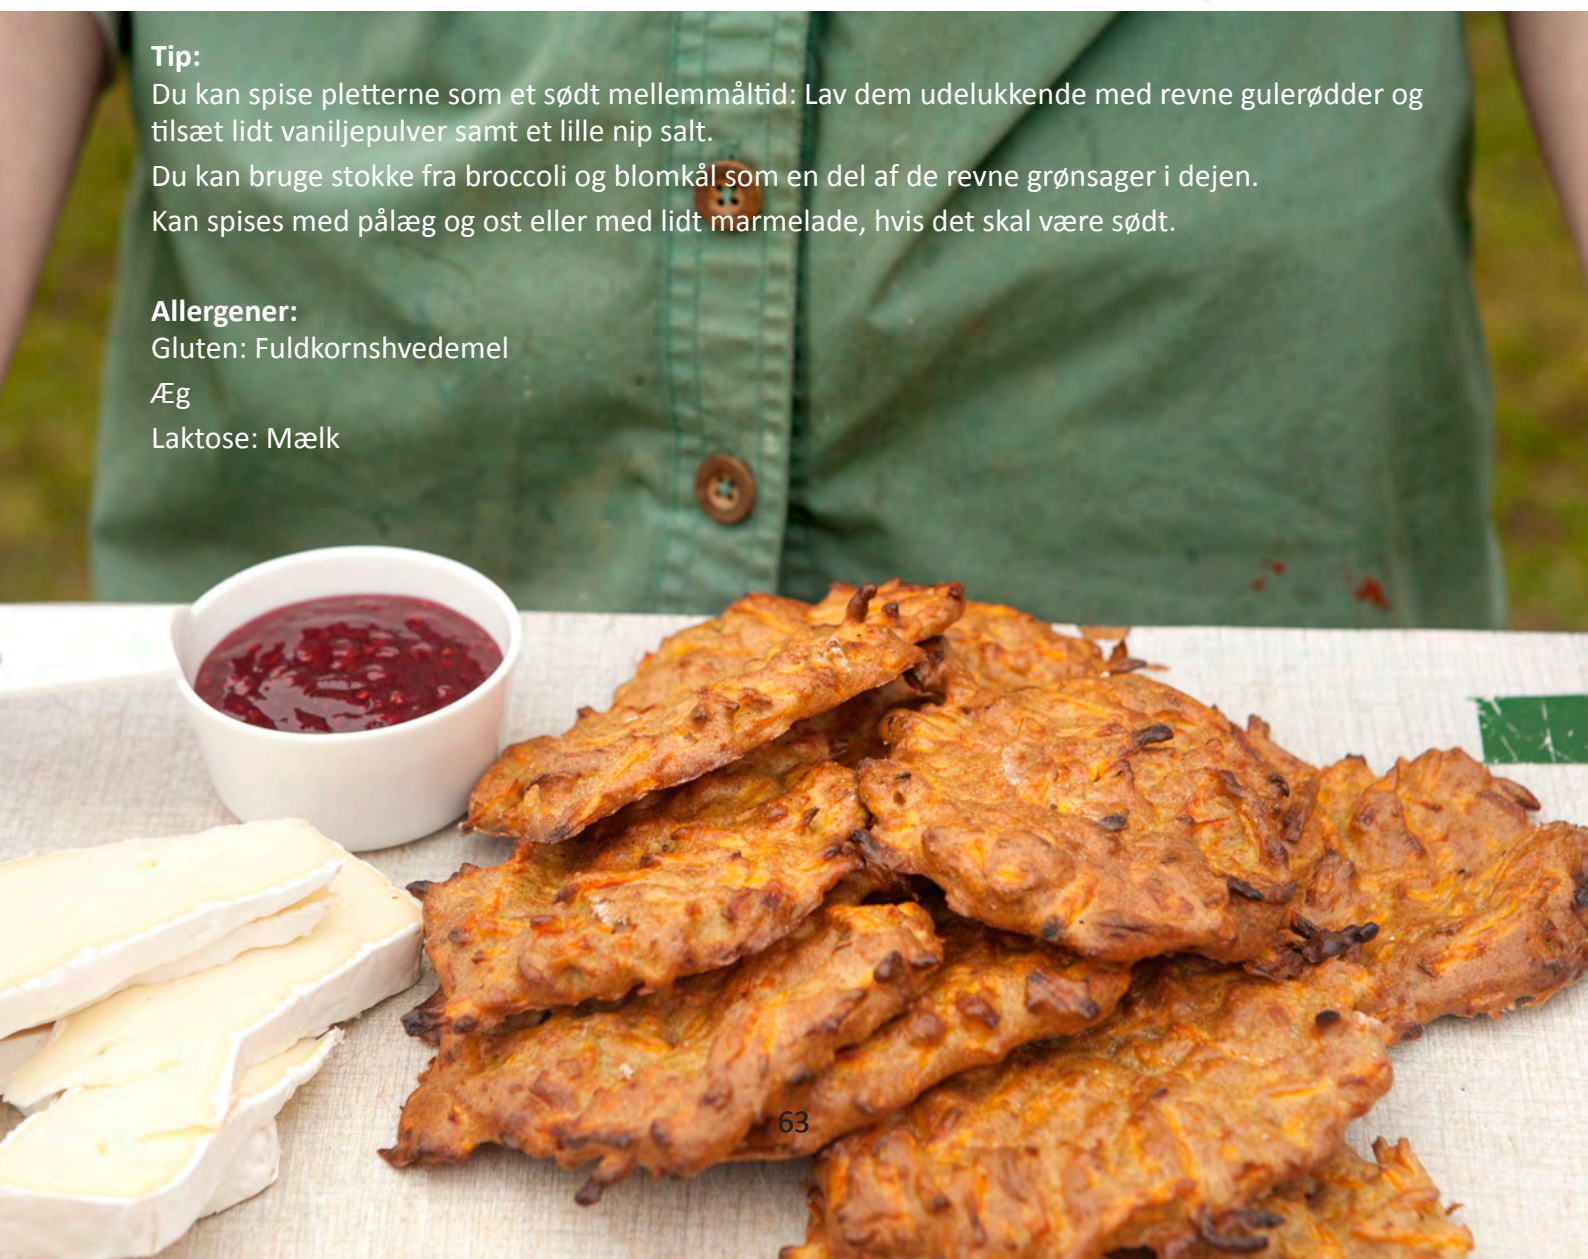 Tip:
Du kan spise pletterne som et sødt mellemmåltid: Lav dem udelukkende med revne gulerødder og
tilsæt lidt vaniljepulver samt et lille nip salt.
Du kan bruge stokke fra broccoli og blomkål som en del af de revne grønsager i dejen.
Kan spises med pålæg og ost eller med lidt marmelade, hvis det skal være sødt.
Allergener:
Gluten: Fuldkornshvedemel
Æg
Laktose: Mælk
63